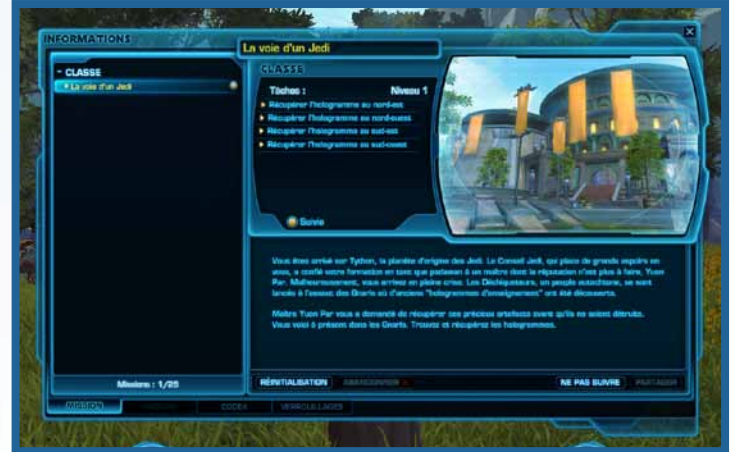 INFORMATIONS
La voie d'un Jedi
- CLASSE
La voie d'un Jedi
CLASSE
Tâches : Niveau 1
Récupérer l'hologramme au nord-est
Récupérer l'hologramme au nord-ouest
Récupérer l'hologramme au sud-est
Récupérer l'hologramme au sud-ouest
Suivie
Vous êtes arrivé sur Tython, la planète d'origine des Jedi. Le Conseil Jedi, qui place de grands espoirs en
vous, a confié votre formation en tant que padawan à un maître dont la réputation n'est plus à faire, Yuon
Par. Malheureusement, vous arrivez en pleine crise. Les Déchiqueteurs, un peuple autochtone, se sont
lancés à l'assaut des Gnarls où d'anciens "hologrammes d'enseignement" ont été découverts.
Maître Yuon Par vous a demandé de récupérer ces précieux artefacts avant qu'ils ne soient détruits.
Vous voici à présent dans les Gnarls. Trouvez et récupérez les hologrammes.
Missions : 1/25
RÉINITIALISATION ABANDONNER NE PAS SUIVRE PARTAGER
MISSION CODEX VERROUILLAGES